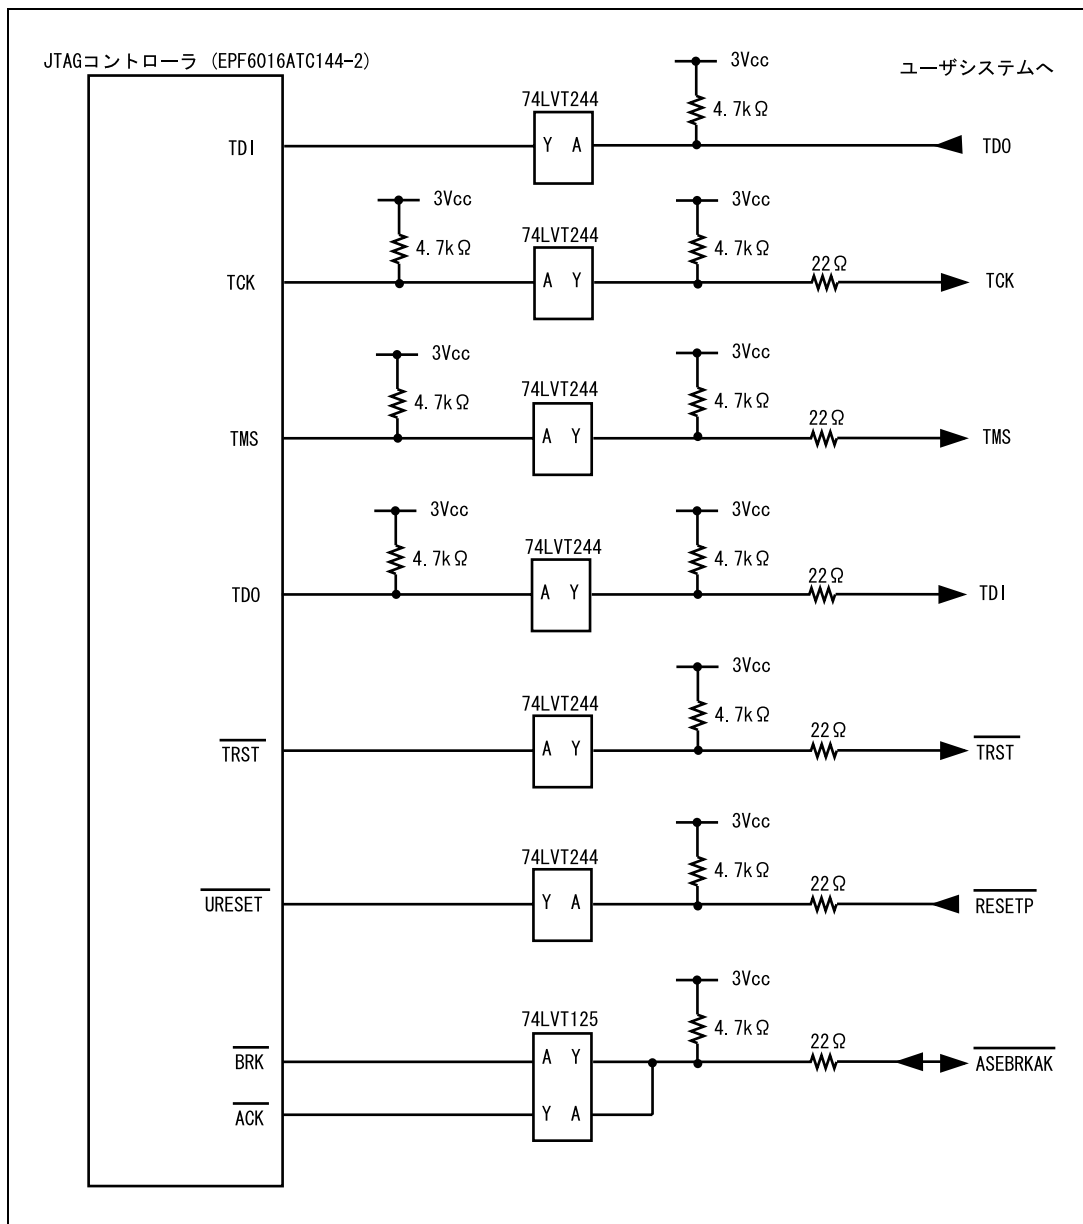 JTAGコントローラ (EPF6016ATC144-2)
3Vcc
ユーザシステムへ
74LVT244
4.7kΩ
TDI
Y A
TDO
3Vcc
3Vcc
74LVT244
4.7kΩ
4.7kΩ
22Ω
TCK
A Y
TCK
3Vcc
3Vcc
74LVT244
4.7kΩ
4.7kΩ
22Ω
TMS
A Y
TMS
3Vcc
3Vcc
74LVT244
4.7kΩ
4.7kΩ
22Ω
TDO
A Y
TDI
3Vcc
74LVT244
4.7kΩ
22Ω
TRST
A Y
TRST
3Vcc
74LVT244
4.7kΩ
22Ω
URESET
Y A
RESETP
3Vcc
74LVT125
4.7kΩ
22Ω
BRK
A Y
ASEBRKAK
ACK
Y A